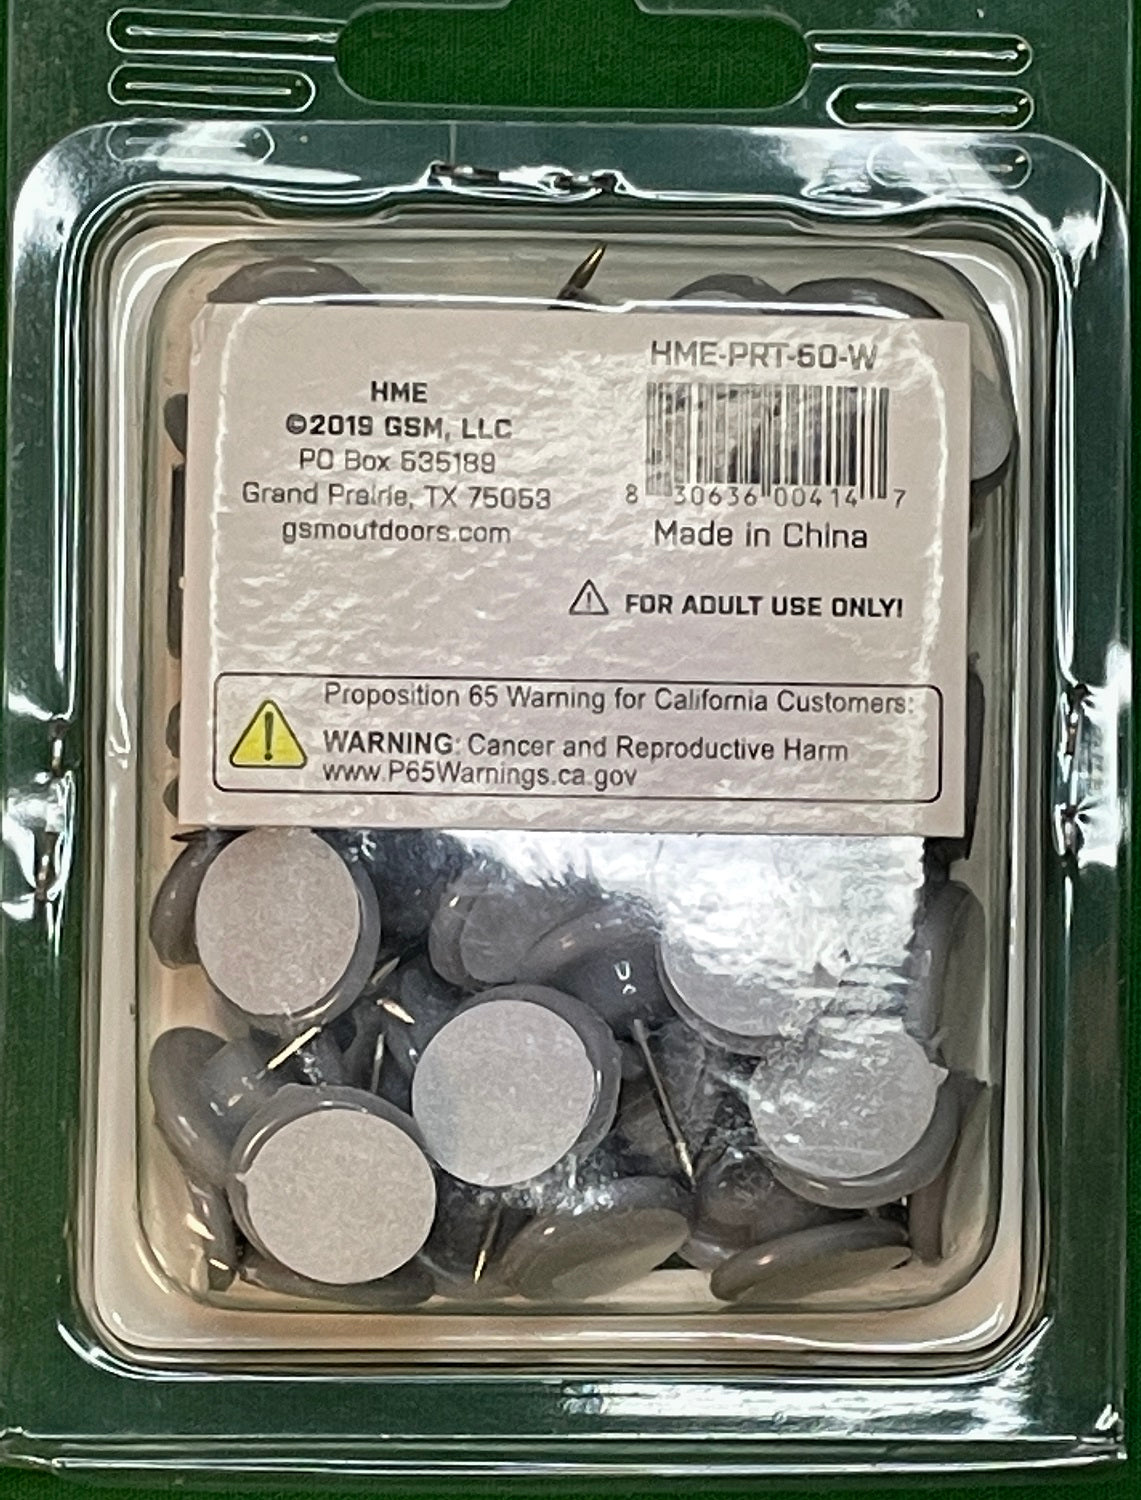 HME-PRT-50-W
HME
©2019 GSM, LLC
PO Box 535189
Grand Prairie, TX 75053
gsmoutdoors.com
8 30636 00414 7
Made in China
FOR ADULT USE ONLY!
Proposition 65 Warning for California Customers:
WARNING: Cancer and Reproductive Harm
www.P65Warnings.ca.gov